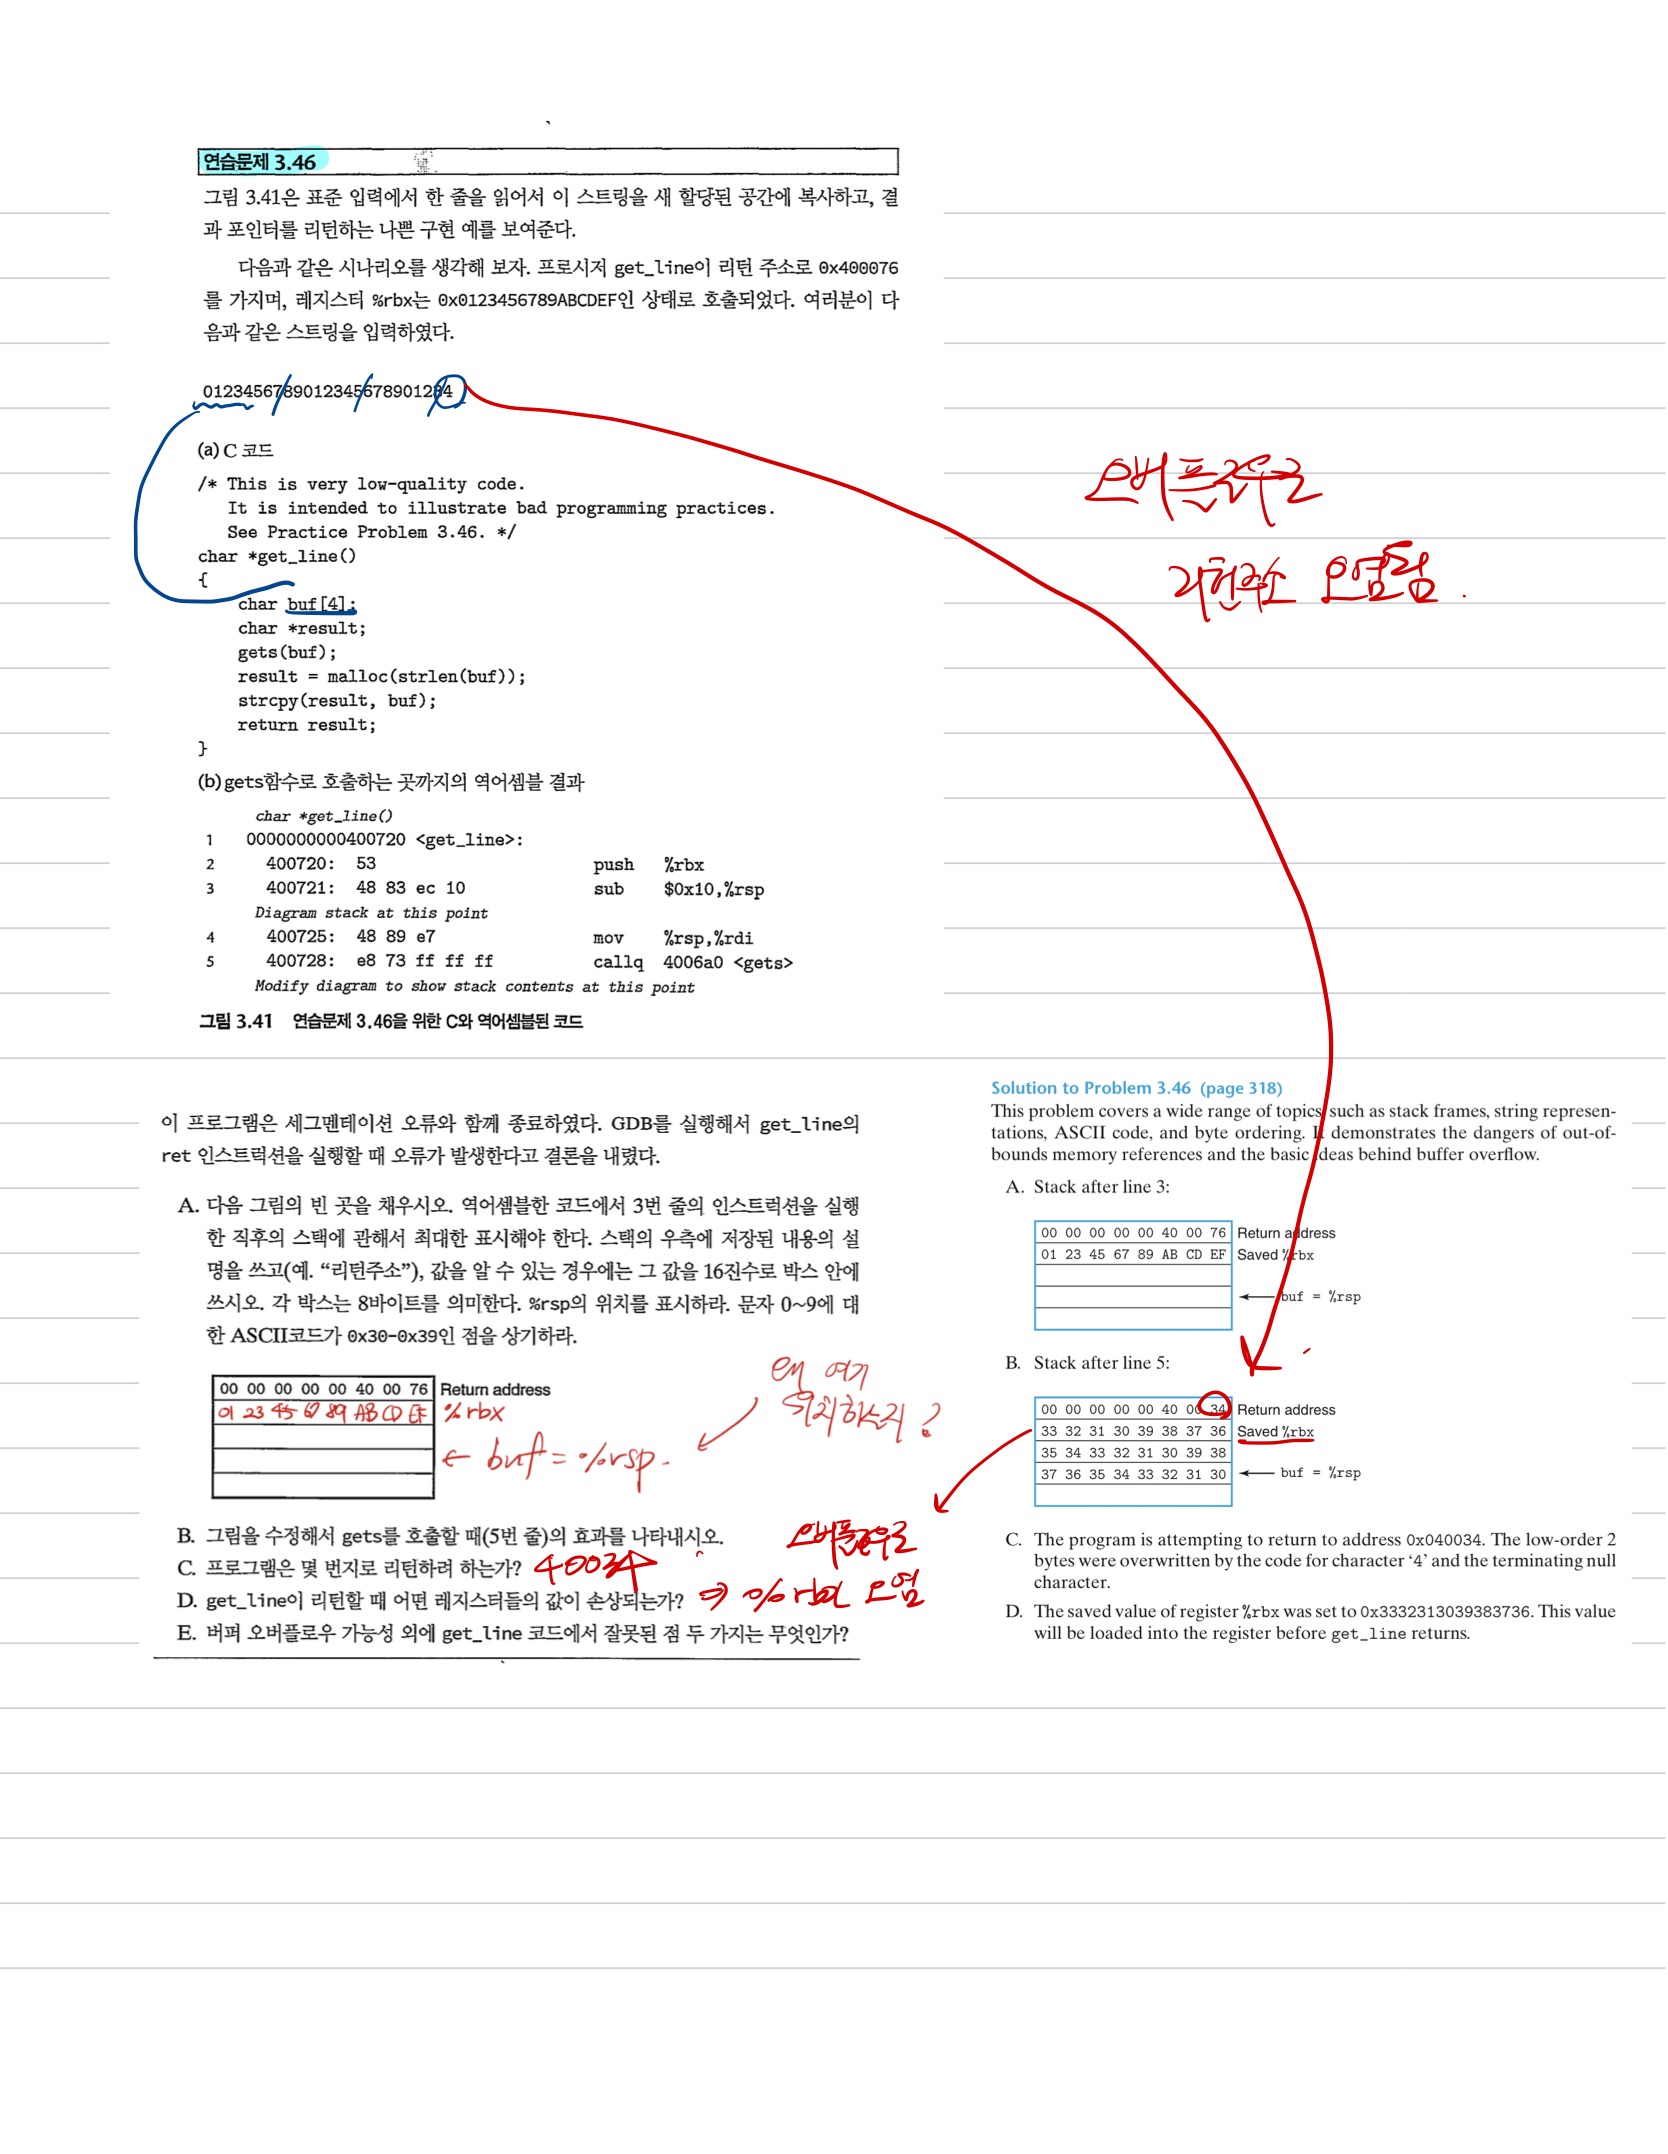 연습문제 3.46
그림 3.41은 표준 입력에서 한 줄을 읽어서 이 스트링을 새 할당된 공간에 복사하고, 결
과 포인터를 리턴하는 나쁜 구현 예를 보여준다.
다음과 같은 시나리오를 생각해 보자. 프로시저 get_line이 리턴 주소로 0x400076
를 가지며, 레지스터 %rbx는 0x0123456789ABCDEF인 상태로 호출되었다. 여러분이 다
음과 같은 스트링을 입력하였다.
0123456789012345678901234
(a) C 코드
/* This is very low-quality code.
It is intended to illustrate bad programming practices.
See Practice Problem 3.46. */
char *get_line()
{
char buf[4];
char *result;
gets(buf);
result = malloc(strlen(buf));
strcpy(result, buf);
return result;
}
오버플로우로
리턴주소 오염됨.
(b) gets함수로 호출하는 곳까지의 역어셈블 결과
char *get_line()
1 0000000000400720 <get_line>:
2 400720: 53 push %rbx
3 400721: 48 83 ec 10 sub $0x10,%rsp
Diagram stack at this point
4 400725: 48 89 e7 mov %rsp,%rdi
5 400728: e8 73 ff ff ff callq 4006a0 <gets>
Modify diagram to show stack contents at this point
그림 3.41 연습문제 3.46을 위한 C와 역어셈블된 코드
이 프로그램은 세그멘테이션 오류와 함께 종료하였다. GDB를 실행해서 get_line의
ret 인스트럭션을 실행할 때 오류가 발생한다고 결론을 내렸다.
A. 다음 그림의 빈 곳을 채우시오. 역어셈블한 코드에서 3번 줄의 인스트럭션을 실행
한 직후의 스택에 관해서 최대한 표시해야 한다. 스택의 우측에 저장된 내용의 설
명을 쓰고(예. “리턴주소”), 값을 알 수 있는 경우에는 그 값을 16진수로 박스 안에
쓰시오. 각 박스는 8바이트를 의미한다. %rsp의 위치를 표시하라. 문자 0~9에 대
한 ASCII코드가 0x30-0x39인 점을 상기하라.
00 00 00 00 00 40 00 76 Return address
01 23 45 67 89 AB CD EF %rbx
← buf = %rsp.
왜 여기
위치하는지?
B. 그림을 수정해서 gets를 호출할 때(5번 줄)의 효과를 나타내시오.
C. 프로그램은 몇 번지로 리턴하려 하는가? 40034
D. get_line이 리턴할 때 어떤 레지스터들의 값이 손상되는가? ⇒ %rbx 오염
오버플로우로
E. 버퍼 오버플로우 가능성 외에 get_line 코드에서 잘못된 점 두 가지는 무엇인가?
Solution to Problem 3.46 (page 318)
This problem covers a wide range of topics, such as stack frames, string represen-
tations, ASCII code, and byte ordering. It demonstrates the dangers of out-of-
bounds memory references and the basic ideas behind buffer overflow.
A. Stack after line 3:
00 00 00 00 00 40 00 76 Return address
01 23 45 67 89 AB CD EF Saved %rbx
← buf = %rsp
B. Stack after line 5:
00 00 00 00 00 40 00 34 Return address
33 32 31 30 39 38 37 36 Saved %rbx
35 34 33 32 31 30 39 38
37 36 35 34 33 32 31 30 ← buf = %rsp
C. The program is attempting to return to address 0x040034. The low-order 2
bytes were overwritten by the code for character ‘4’ and the terminating null
character.
D. The saved value of register %rbx was set to 0x3332313039383736. This value
will be loaded into the register before get_line returns.